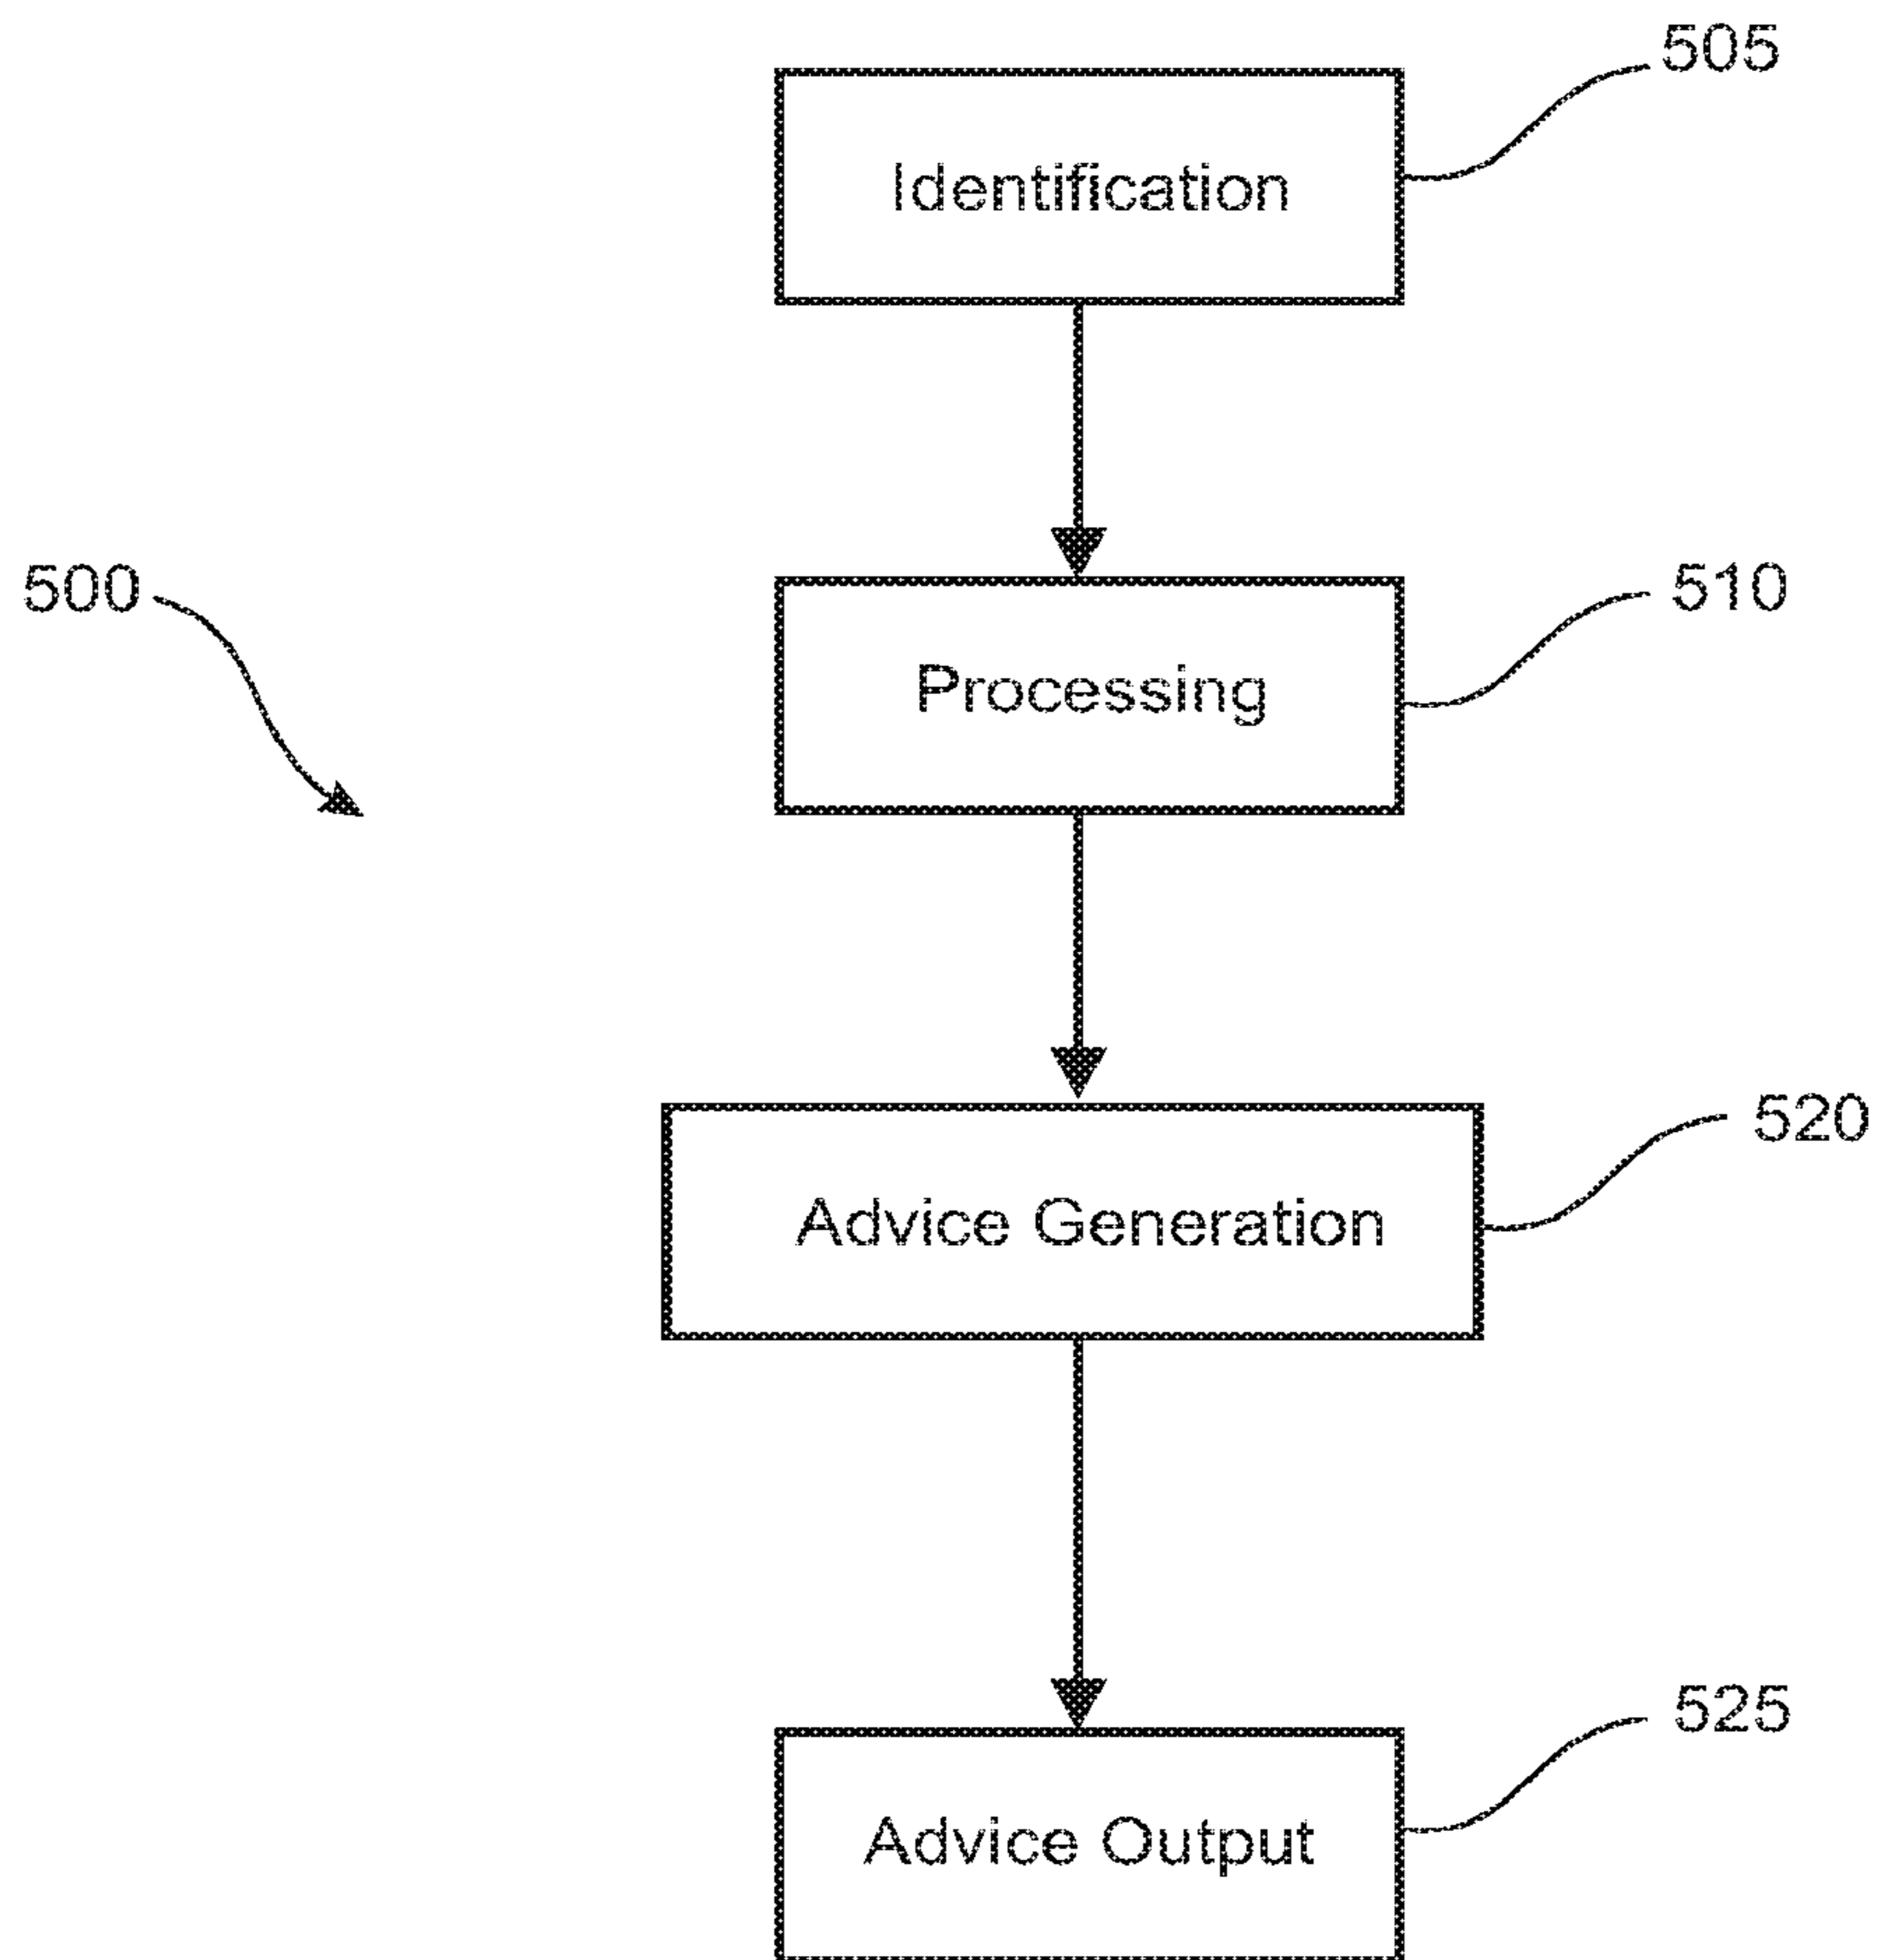 505
Identification
500
510
Processing
520
Advice Generation
525
Advice Output